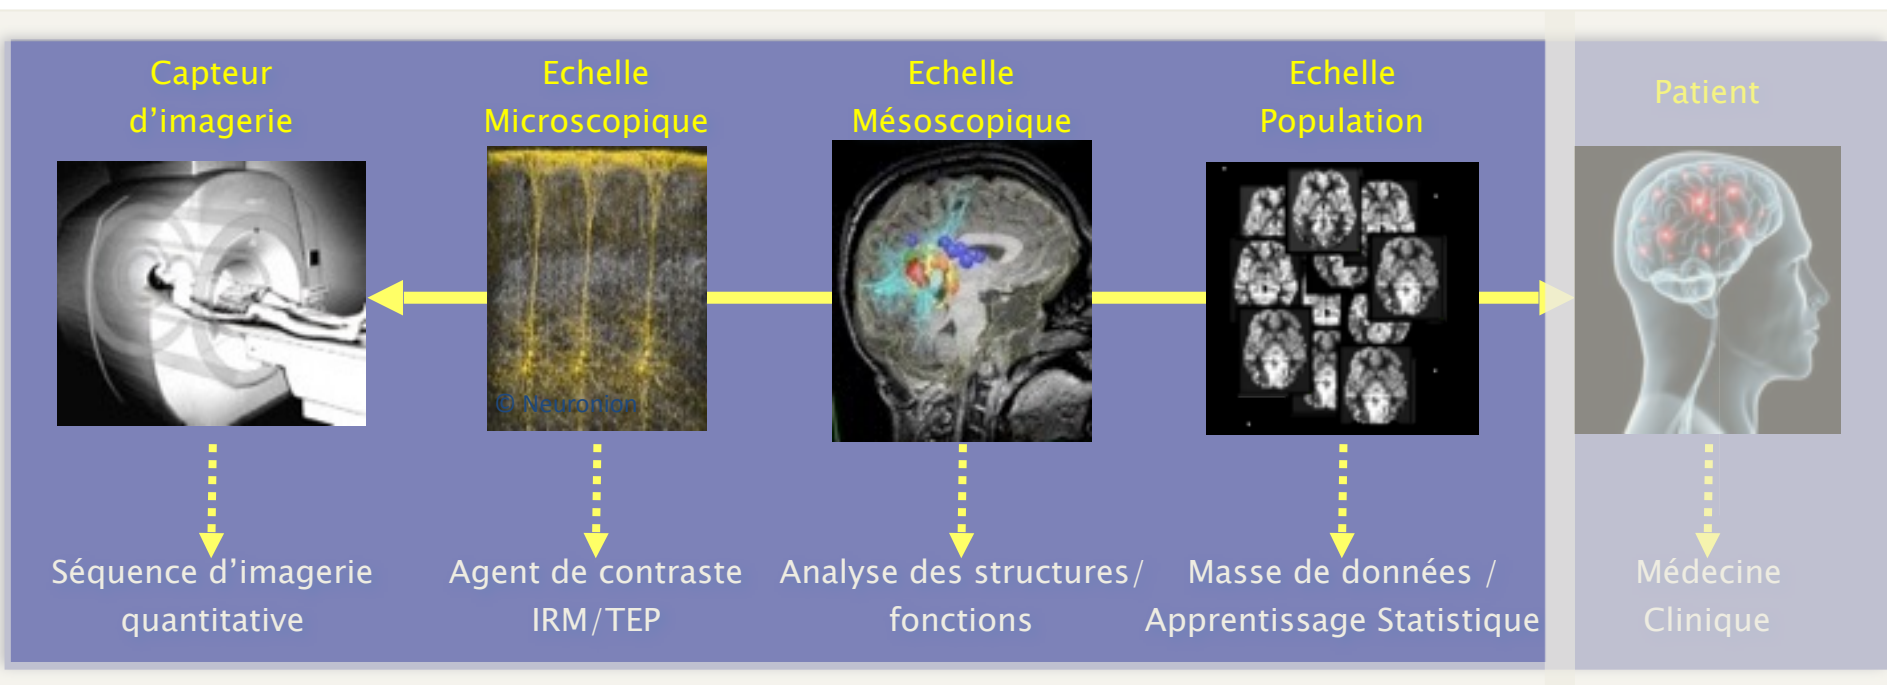 Capteur
d’imagerie
Echelle
Microscopique
Echelle
Mésoscopique
Echelle
Population
Patient
© Neuronion
Séquence d’imagerie
quantitative
Agent de contraste
IRM/TEP
Analyse des structures/
fonctions
Masse de données /
Apprentissage Statistique
Médecine
Clinique